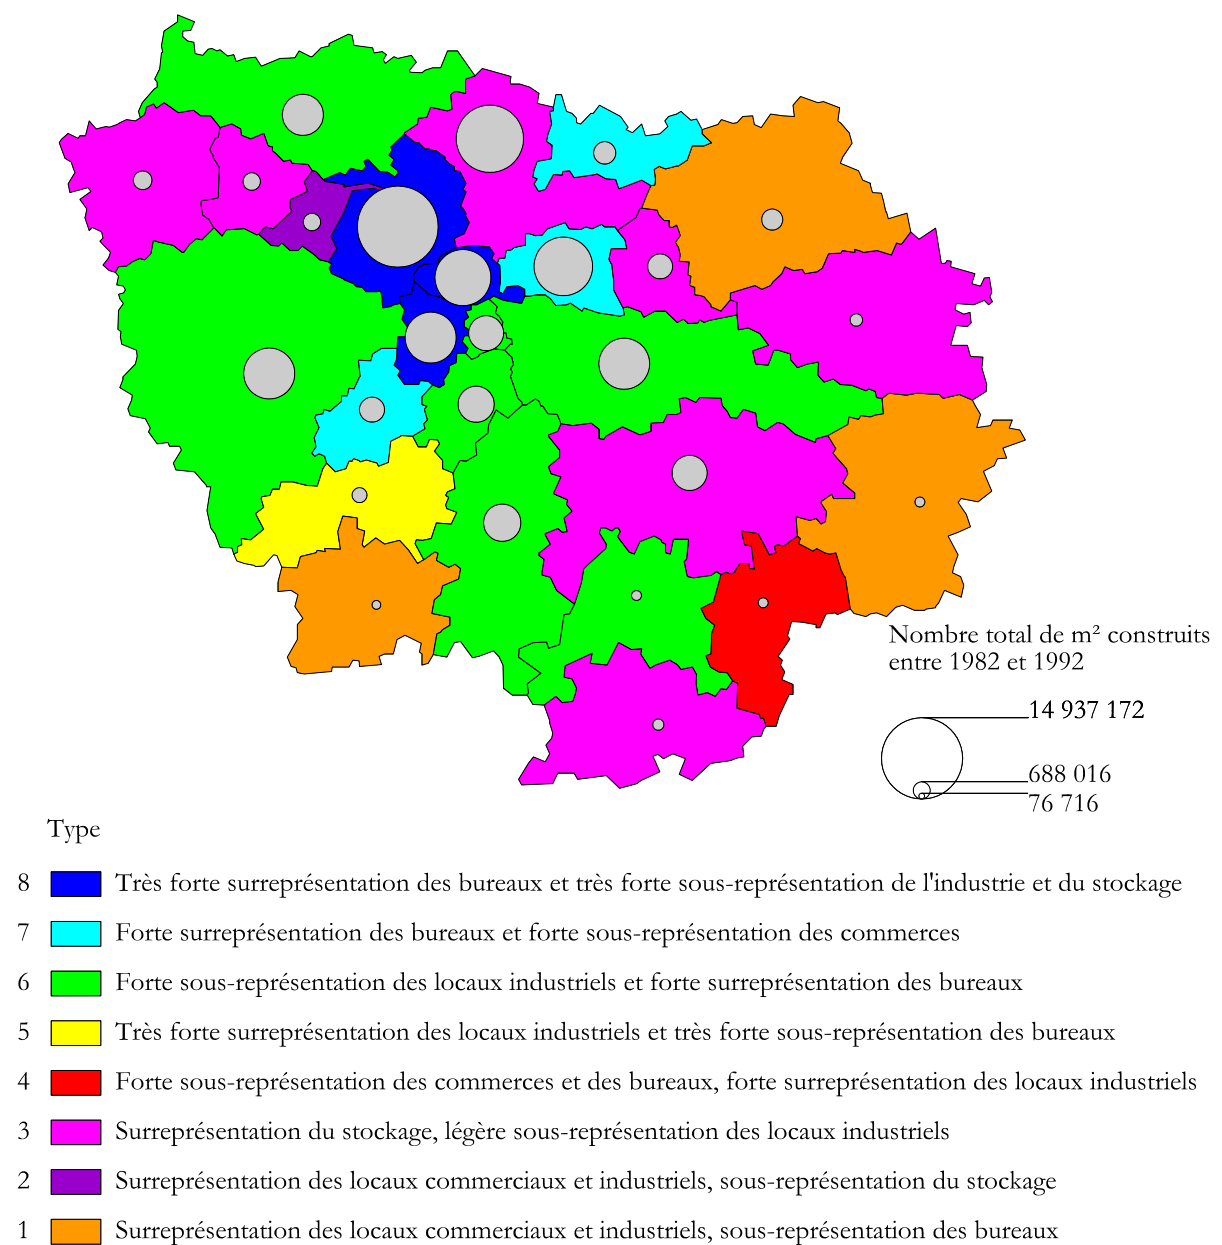 Nombre total de m² construits
entre 1982 et 1992
14 937 172
688 016
76 716
Type
8 Très forte surreprésentation des bureaux et très forte sous-représentation de l'industrie et du stockage
7 Forte surreprésentation des bureaux et forte sous-représentation des commerces
6 Forte sous-représentation des locaux industriels et forte surreprésentation des bureaux
5 Très forte surreprésentation des locaux industriels et très forte sous-représentation des bureaux
4 Forte sous-représentation des commerces et des bureaux, forte surreprésentation des locaux industriels
3 Surreprésentation du stockage, légère sous-représentation des locaux industriels
2 Surreprésentation des locaux commerciaux et industriels, sous-représentation du stockage
1 Surreprésentation des locaux commerciaux et industriels, sous-représentation des bureaux